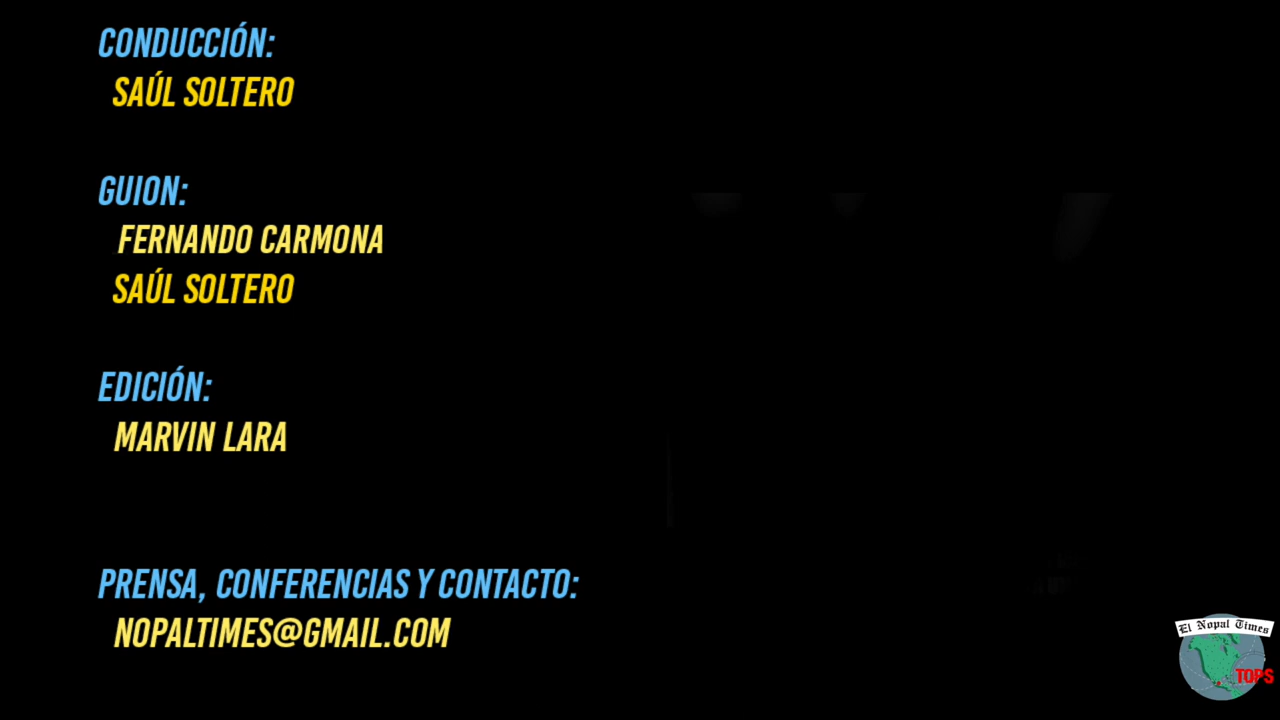 CONDUCCIÓN:
SAÚL SOLTERO
GUION:
FERNANDO CARMONA
SAÚL SOLTERO
EDICIÓN:
MARVIN LARA
PRENSA, CONFERENCIAS Y CONTACTO:
NOPALTIMES@GMAIL.COM
El Nopal Times
TOPS